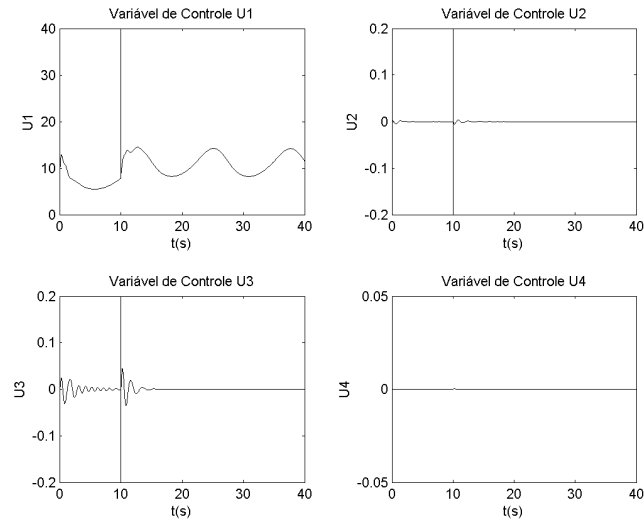 Variável de Controle U1
40
30
20
10
0
U1
0 10 20 30 40
t(s)
Variável de Controle U2
0.2
0.1
0
-0.1
-0.2
U2
0 10 20 30 40
t(s)
Variável de Controle U3
0.2
0.1
0
-0.1
-0.2
U3
0 10 20 30 40
t(s)
Variável de Controle U4
0.05
0
-0.05
U4
0 10 20 30 40
t(s)